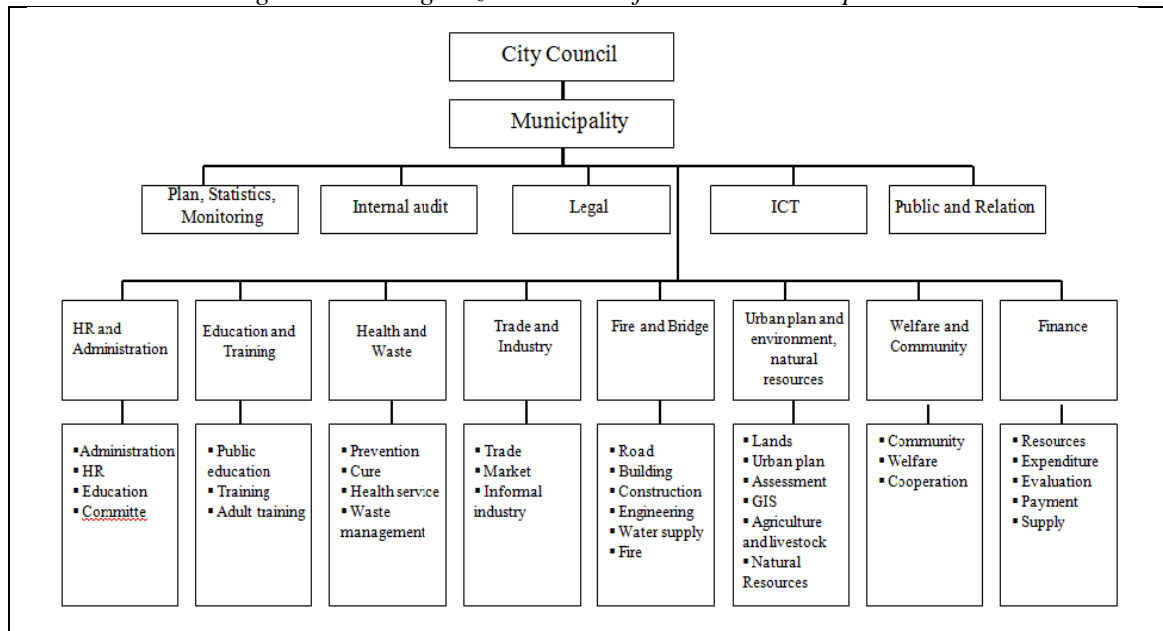 City Council
Municipality
Plan, Statistics,
Monitoring
Internal audit
Legal
ICT
Public and Relation
HR and
Administration
Education and
Training
Health and
Waste
Trade and
Industry
Fire and Bridge
Urban plan and
environment,
natural
resources
Welfare and
Community
Finance
▪Administration
▪ HR
▪ Education
▪ Committe
▪ Public
education
▪ Training
▪ Adult training
▪ Prevention
▪ Cure
▪ Health service
▪ Waste
management
▪ Trade
▪ Market
▪ Informal
industry
▪ Road
▪ Building
▪ Construction
▪ Engineering
▪ Water supply
▪ Fire
▪ Lands
▪ Urban plan
▪ Assessment
▪ GIS
▪ Agriculture
and livestock
▪ Natural
Resources
▪ Community
▪ Welfare
▪ Cooperation
▪ Resources
▪ Expenditure
▪ Evaluation
▪ Payment
▪ Supply